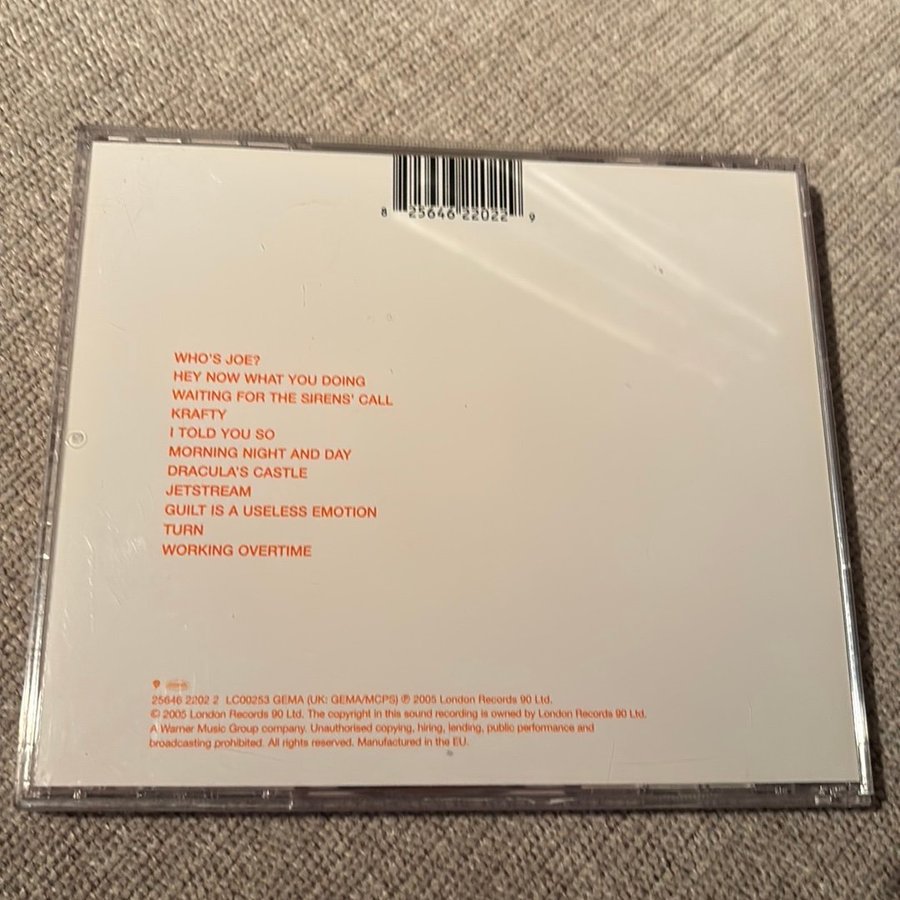 8 25646 22022 9
WHO'S JOE?
HEY NOW WHAT YOU DOING
WAITING FOR THE SIRENS' CALL
KRAFTY
I TOLD YOU SO
MORNING NIGHT AND DAY
DRACULA'S CASTLE
JETSTREAM
GUILT IS A USELESS EMOTION
TURN
WORKING OVERTIME
25646 2202 2 LC00253 GEMA (UK: GEMA/MCPS) ℗ 2005 London Records 90 Ltd.
© 2005 London Records 90 Ltd. The copyright in this sound recording is owned by London Records 90 Ltd.
A Warner Music Group company. Unauthorised copying, hiring, lending, public performance and
broadcasting prohibited. All rights reserved. Manufactured in the EU.